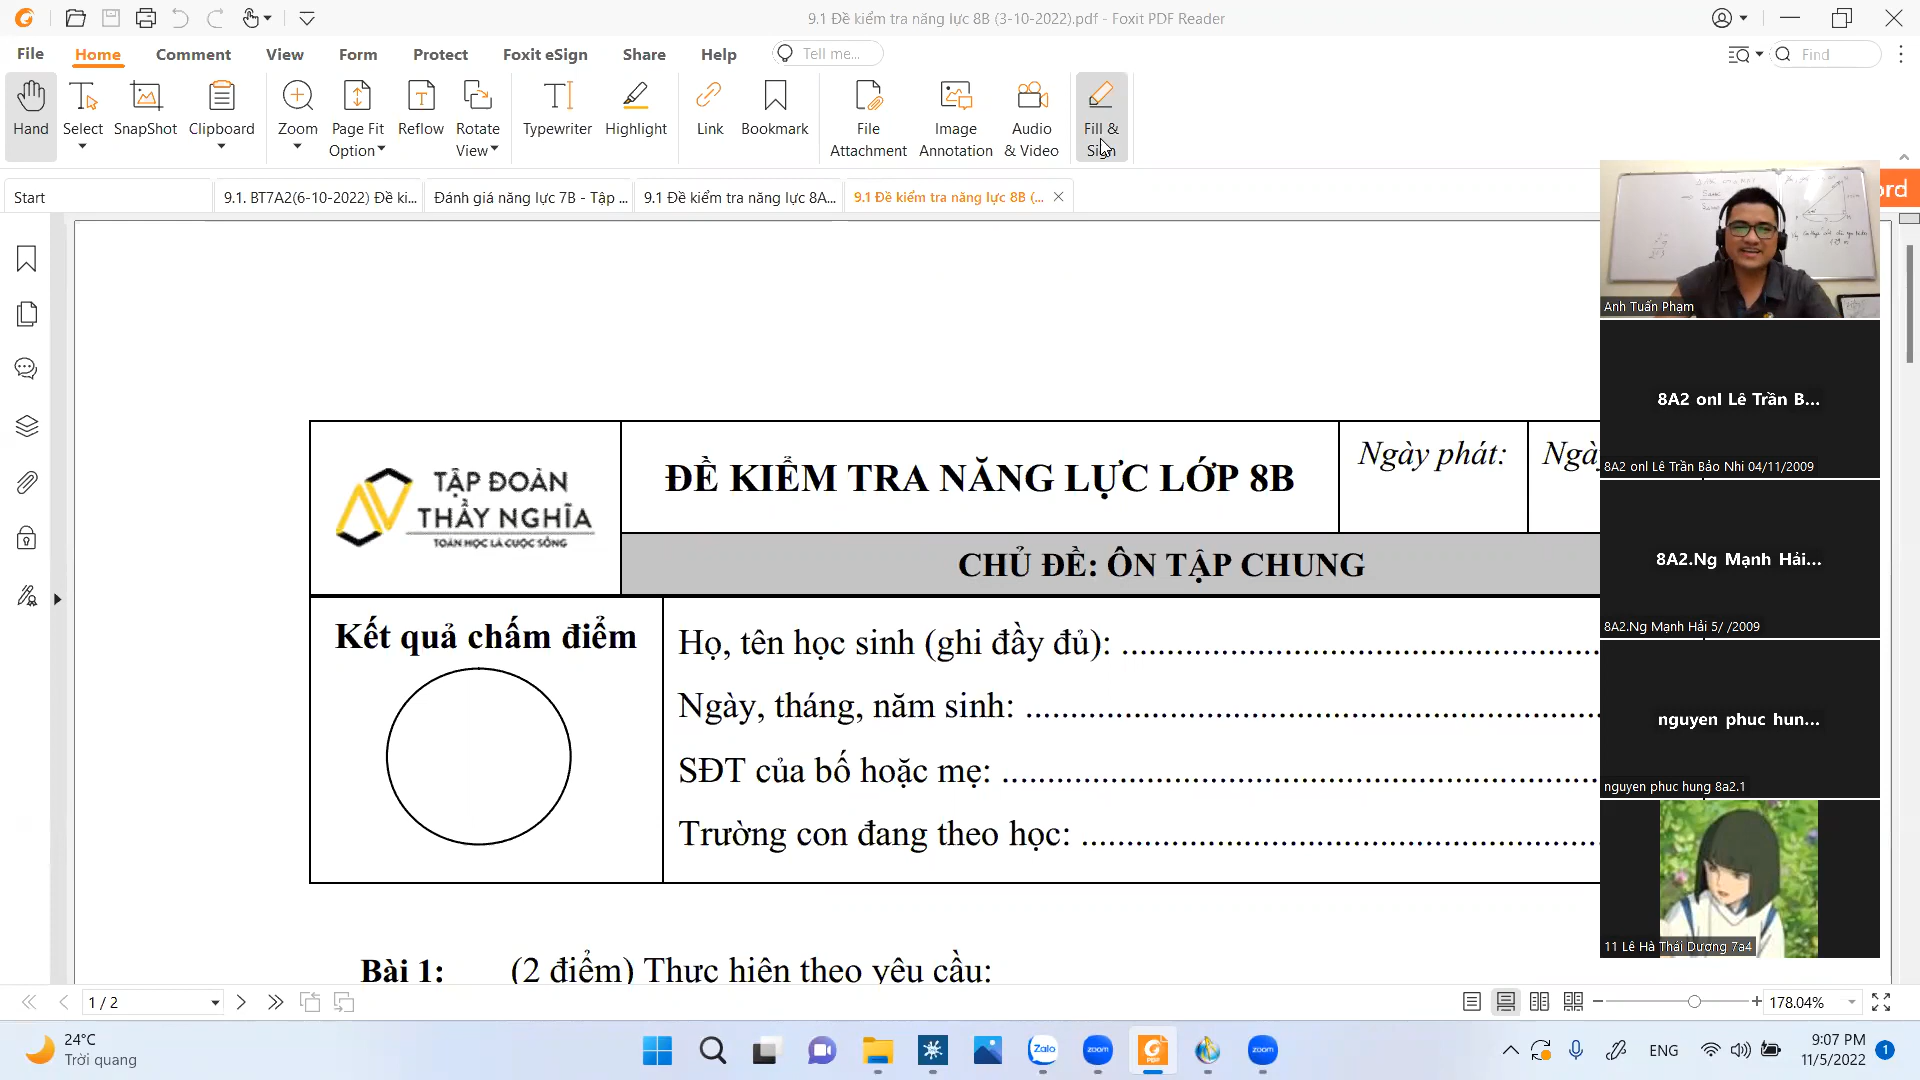 9.1 Đề kiểm tra năng lực 8B (3-10-2022).pdf - Foxit PDF Reader
File Home Comment View Form Protect Foxit eSign Share Help Tell me... Find
Hand Select SnapShot Clipboard Zoom Page Fit Option Reflow Rotate View Typewriter Highlight Link Bookmark File Attachment Image Annotation Audio & Video Fill & Sign
Start 9.1. BT7A2(6-10-2022) Đề ki... Đánh giá năng lực 7B - Tập ... 9.1 Đề kiểm tra năng lực 8A... 9.1 Đề kiểm tra năng lực 8B (...
ord
Anh Tuấn Phạm
8A2 onl Lê Trần B...
8A2 onl Lê Trần Bảo Nhi 04/11/2009
8A2.Ng Mạnh Hải...
8A2.Ng Mạnh Hải 5/ /2009
nguyen phuc hun...
nguyen phuc hung 8a2.1
11 Lê Hà Thái Dương 7a4
TẬP ĐOÀN
THẦY NGHĨA
TOÁN HỌC LÀ CUỘC SỐNG
ĐỀ KIỂM TRA NĂNG LỰC LỚP 8B
Ngày phát:
Ngày
CHỦ ĐỀ: ÔN TẬP CHUNG
Kết quả chấm điểm
Họ, tên học sinh (ghi đầy đủ): ......................................................
Ngày, tháng, năm sinh: ................................................................
SĐT của bố hoặc mẹ: ...................................................................
Trường con đang theo học: ..........................................................
Bài 1: (2 điểm) Thực hiện theo yêu cầu:
1 / 2
178.04%
24°C
Trời quang
Zalo
zoom
PDF
zoom
ENG
9:07 PM
11/5/2022
1